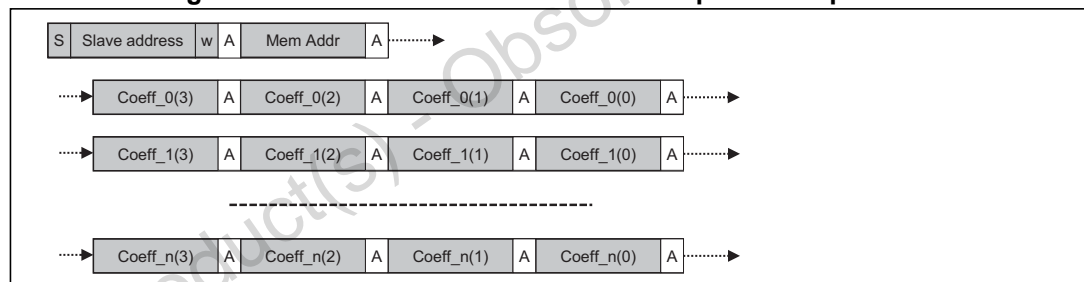 S Slave address w A Mem Addr A
Coeff_0(3) A Coeff_0(2) A Coeff_0(1) A Coeff_0(0) A
Coeff_1(3) A Coeff_1(2) A Coeff_1(1) A Coeff_1(0) A
Coeff_n(3) A Coeff_n(2) A Coeff_n(1) A Coeff_n(0) A